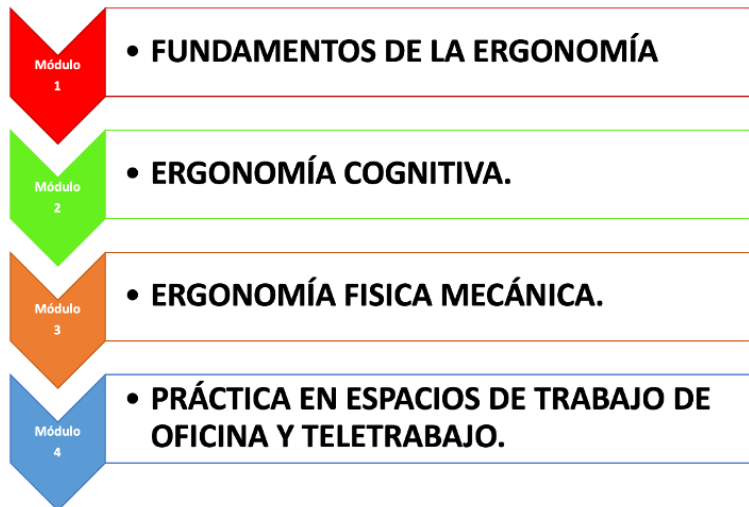 Módulo
1
• FUNDAMENTOS DE LA ERGONOMÍA
Módulo
2
• ERGONOMÍA COGNITIVA.
Módulo
3
• ERGONOMÍA FISICA MECÁNICA.
Módulo
4
• PRÁCTICA EN ESPACIOS DE TRABAJO DE
OFICINA Y TELETRABAJO.